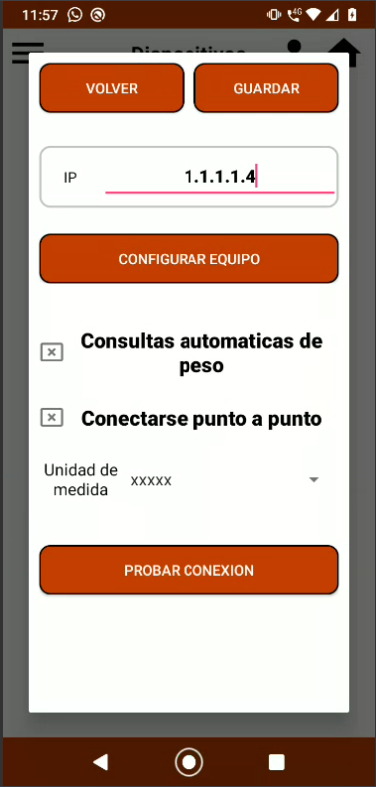 11:57
4G
Dispositivos
VOLVER
GUARDAR
IP
1.1.1.1.4
CONFIGURAR EQUIPO
Consultas automaticas de
peso
Conectarse punto a punto
Unidad de
medida
xxxxx
PROBAR CONEXION